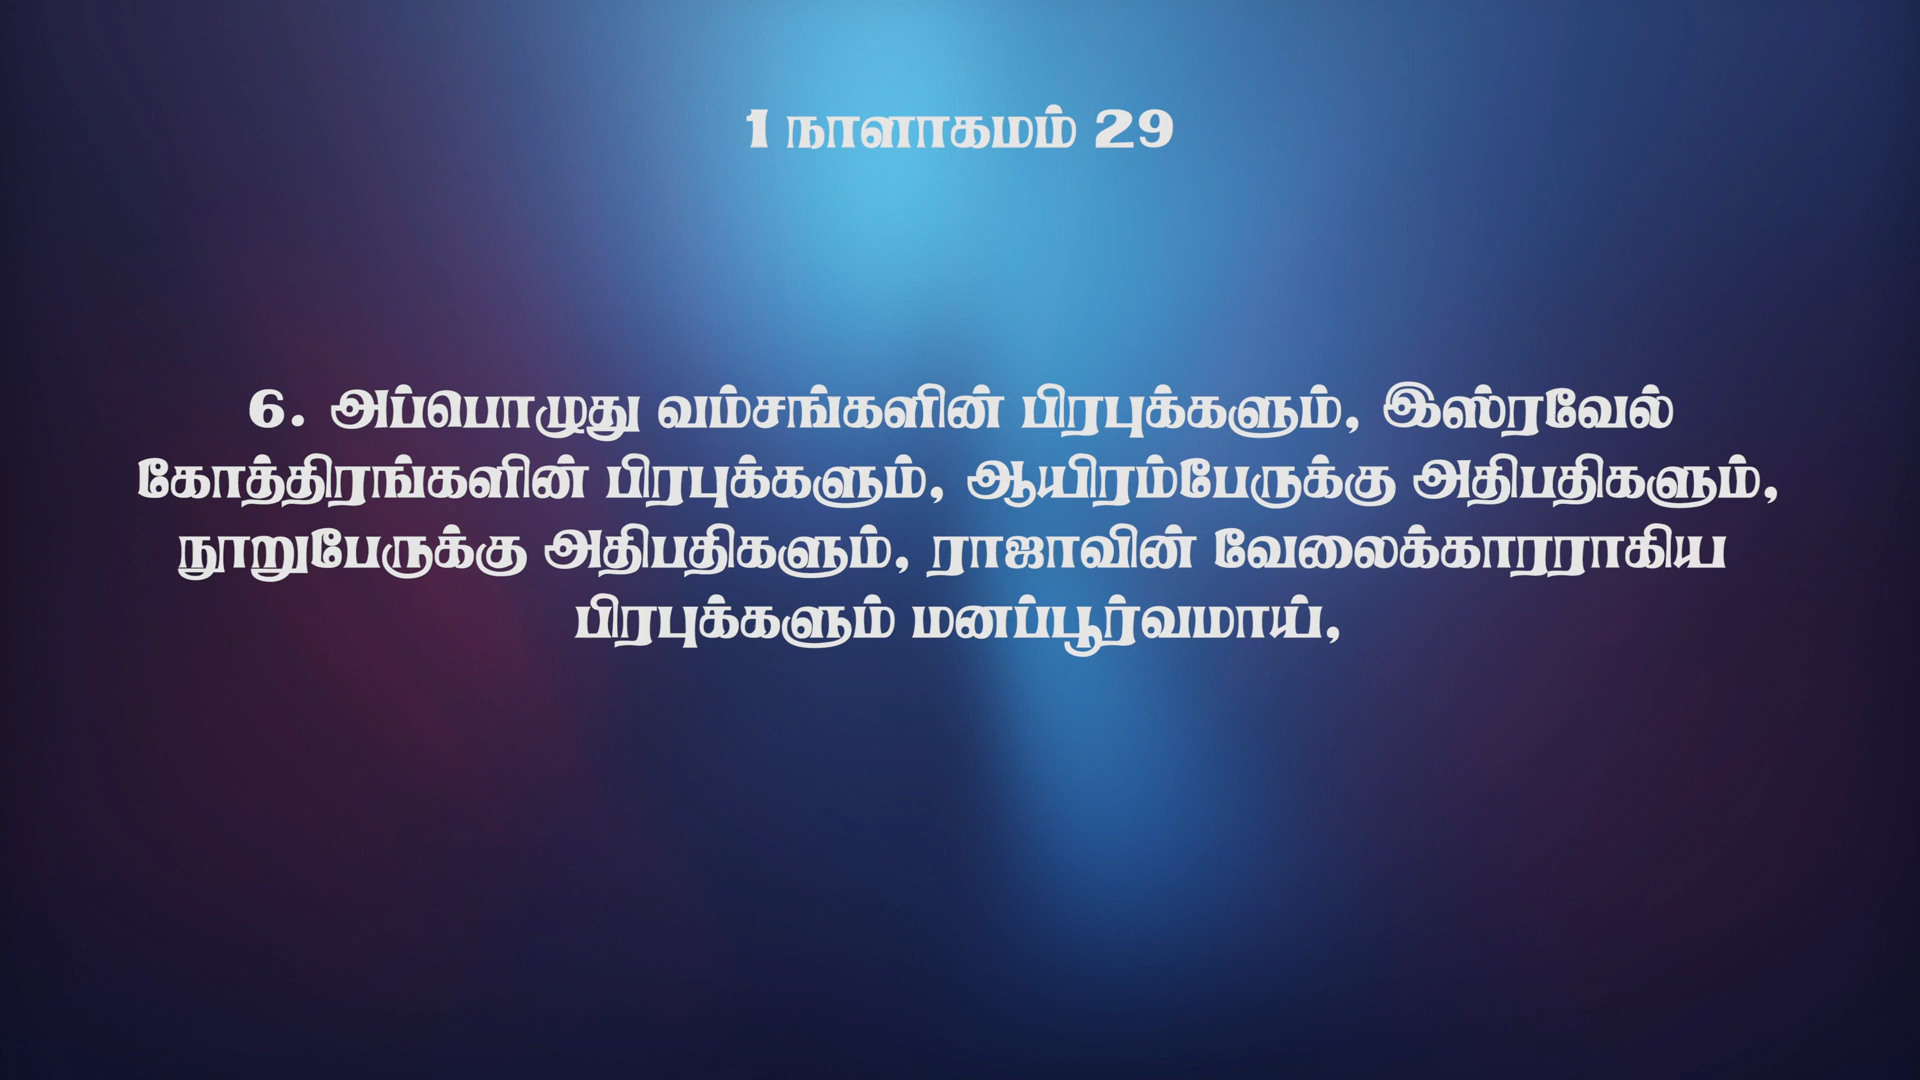 1 நாளாகமம் 29
6. அப்பொழுது வம்சங்களின் பிரபுக்களும், இஸ்ரவேல்
கோத்திரங்களின் பிரபுக்களும், ஆயிரம்பேருக்கு அதிபதிகளும்,
நூறுபேருக்கு அதிபதிகளும், ராஜாவின் வேலைக்காரராகிய
பிரபுக்களும் மனப்பூர்வமாய்,